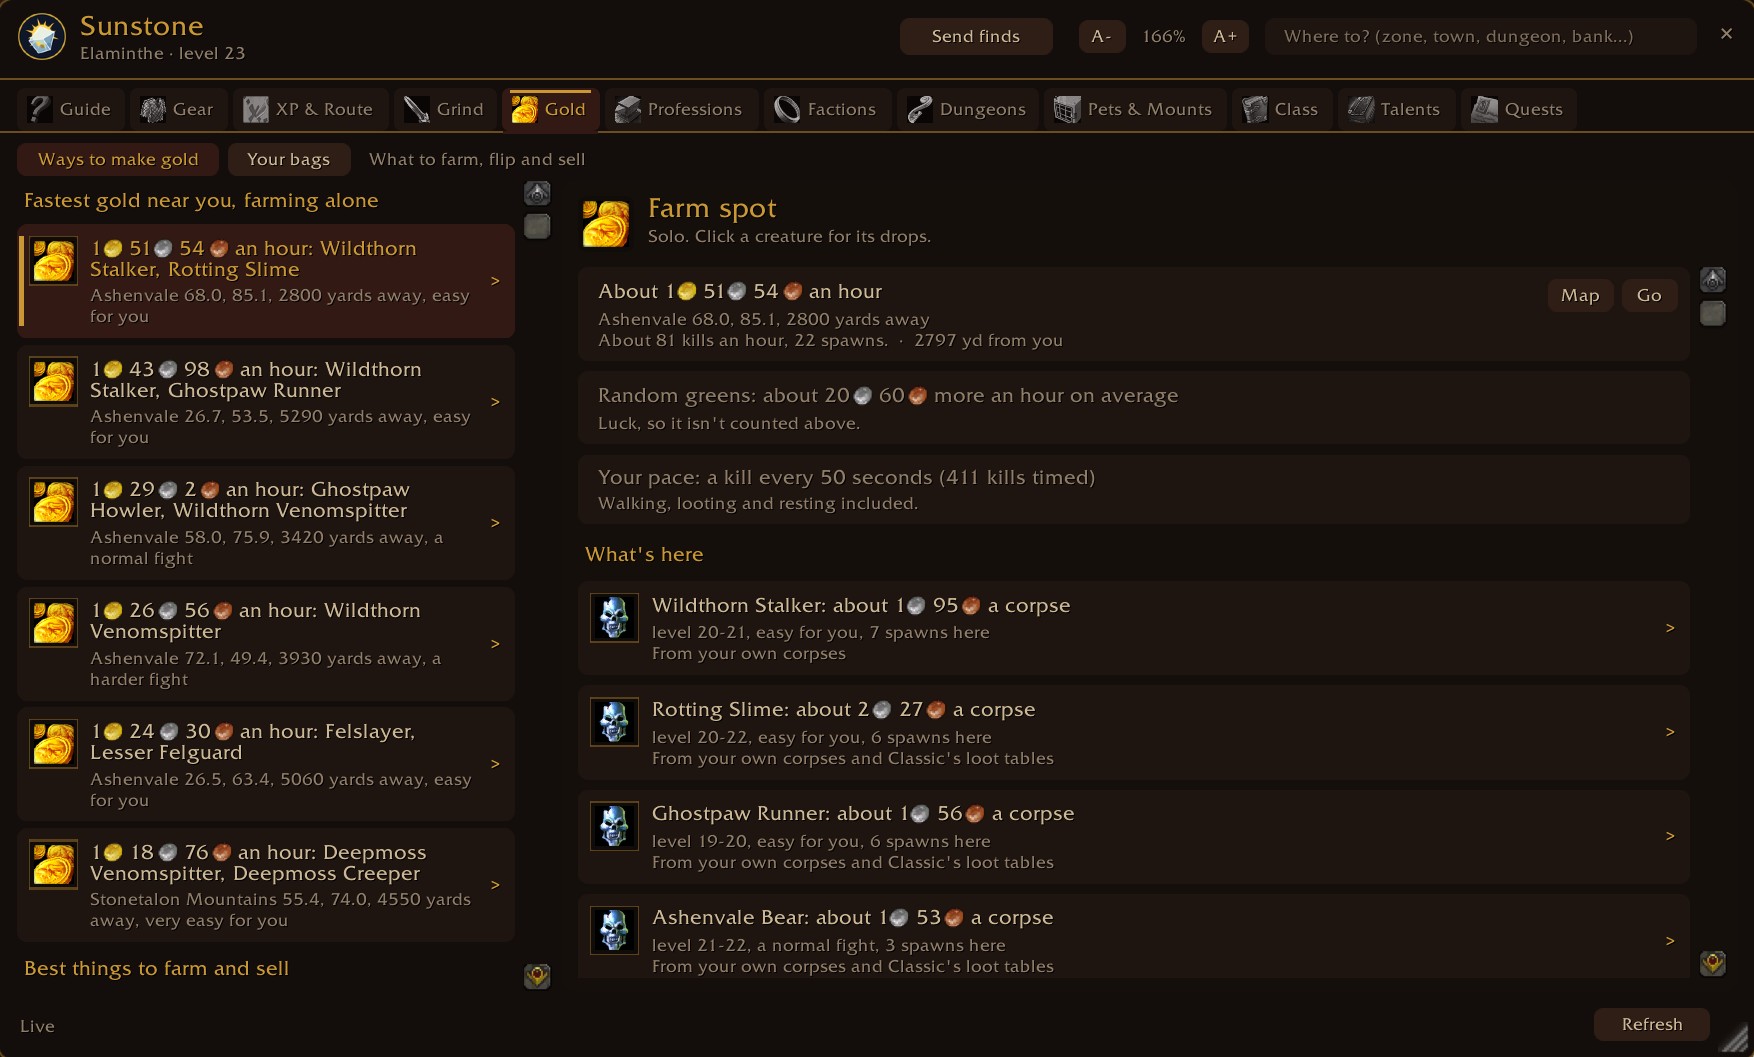 Sunstone
Elaminthe · level 23
Send finds
A-
166%
A+
Where to? (zone, town, dungeon, bank...)
×
Guide
Gear
XP & Route
Grind
Gold
Professions
Factions
Dungeons
Pets & Mounts
Class
Talents
Quests
Ways to make gold
Your bags
What to farm, flip and sell
Fastest gold near you, farming alone
1 51 54 an hour: Wildthorn
Stalker, Rotting Slime
Ashenvale 68.0, 85.1, 2800 yards away, easy
for you
>
1 43 98 an hour: Wildthorn
Stalker, Ghostpaw Runner
Ashenvale 26.7, 53.5, 5290 yards away, easy
for you
>
1 29 2 an hour: Ghostpaw
Howler, Wildthorn Venomspitter
Ashenvale 58.0, 75.9, 3420 yards away, a
normal fight
>
1 26 56 an hour: Wildthorn
Venomspitter
Ashenvale 72.1, 49.4, 3930 yards away, a
harder fight
>
1 24 30 an hour: Felslayer,
Lesser Felguard
Ashenvale 26.5, 63.4, 5060 yards away, easy
for you
>
1 18 76 an hour: Deepmoss
Venomspitter, Deepmoss Creeper
Stonetalon Mountains 55.4, 74.0, 4550 yards
away, very easy for you
>
Best things to farm and sell
Farm spot
Solo. Click a creature for its drops.
About 1 51 54 an hour
Ashenvale 68.0, 85.1, 2800 yards away
About 81 kills an hour, 22 spawns. · 2797 yd from you
Map
Go
Random greens: about 20 60 more an hour on average
Luck, so it isn't counted above.
Your pace: a kill every 50 seconds (411 kills timed)
Walking, looting and resting included.
What's here
Wildthorn Stalker: about 1 95 a corpse
level 20-21, easy for you, 7 spawns here
From your own corpses
>
Rotting Slime: about 2 27 a corpse
level 20-22, easy for you, 6 spawns here
From your own corpses and Classic's loot tables
>
Ghostpaw Runner: about 1 56 a corpse
level 19-20, easy for you, 6 spawns here
From your own corpses and Classic's loot tables
>
Ashenvale Bear: about 1 53 a corpse
level 21-22, a normal fight, 3 spawns here
From your own corpses and Classic's loot tables
>
Live
Refresh